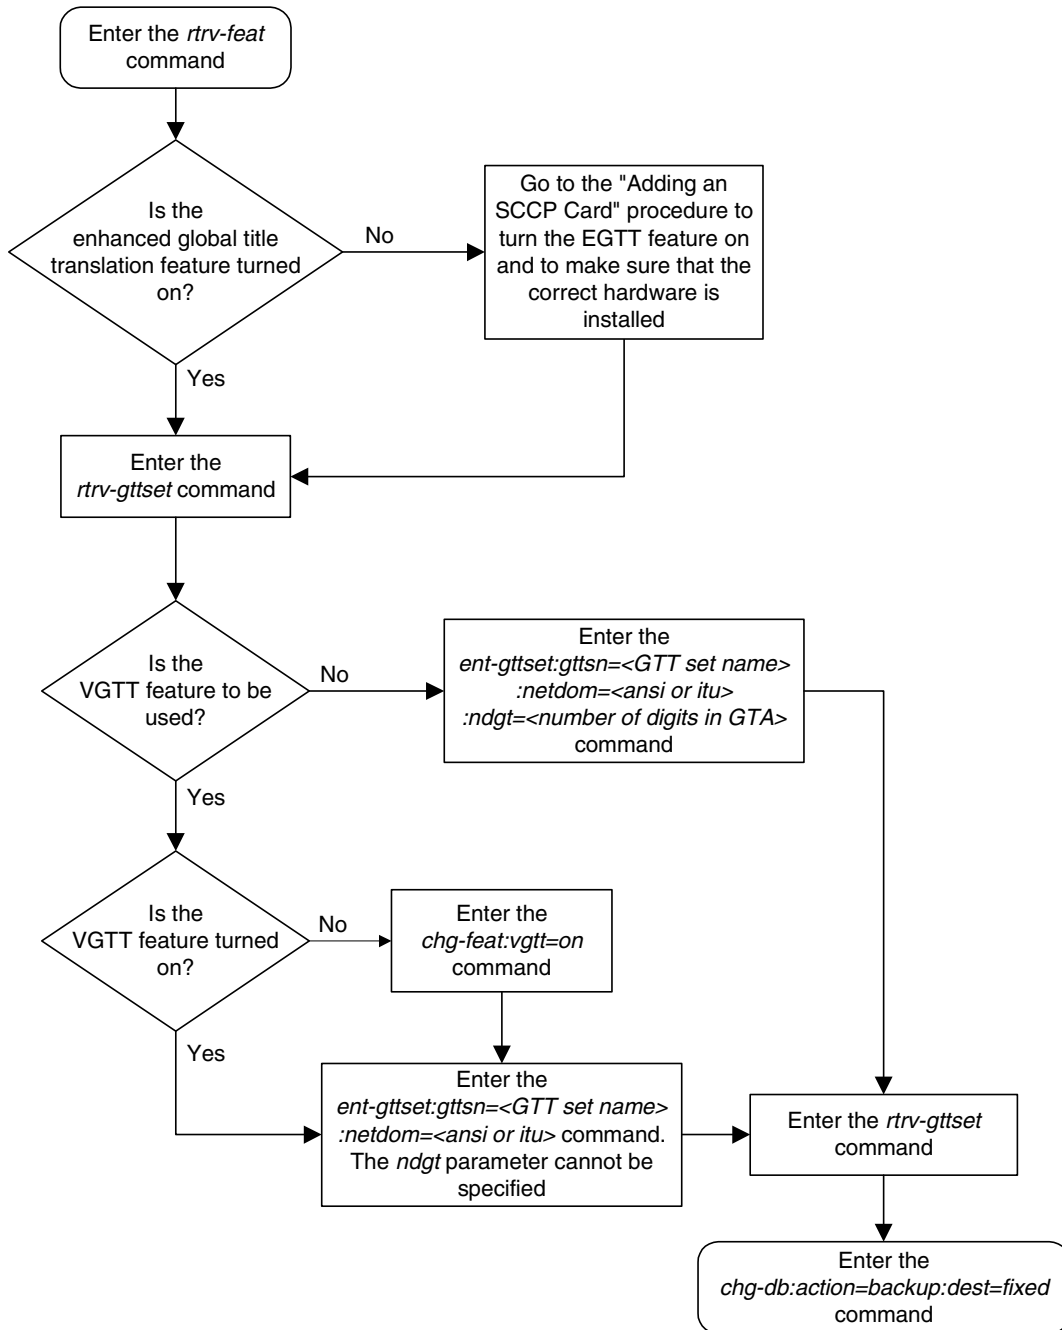 Enter the rtrv-feat
command
Is the
enhanced global title
translation feature turned
on?
No
Go to the "Adding an
SCCP Card" procedure to
turn the EGTT feature on
and to make sure that the
correct hardware is
installed
Yes
Enter the
rtrv-gttset command
Is the
VGTT feature to be
used?
No
Enter the
ent-gttset:gttsn=<GTT set name>
:netdom=<ansi or itu>
:ndgt=<number of digits in GTA>
command
Yes
Is the
VGTT feature turned
on?
No
Enter the
chg-feat:vgtt=on
command
Yes
Enter the
ent-gttset:gttsn=<GTT set name>
:netdom=<ansi or itu> command.
The ndgt parameter cannot be
specified
Enter the rtrv-gttset
command
Enter the
chg-db:action=backup:dest=fixed
command